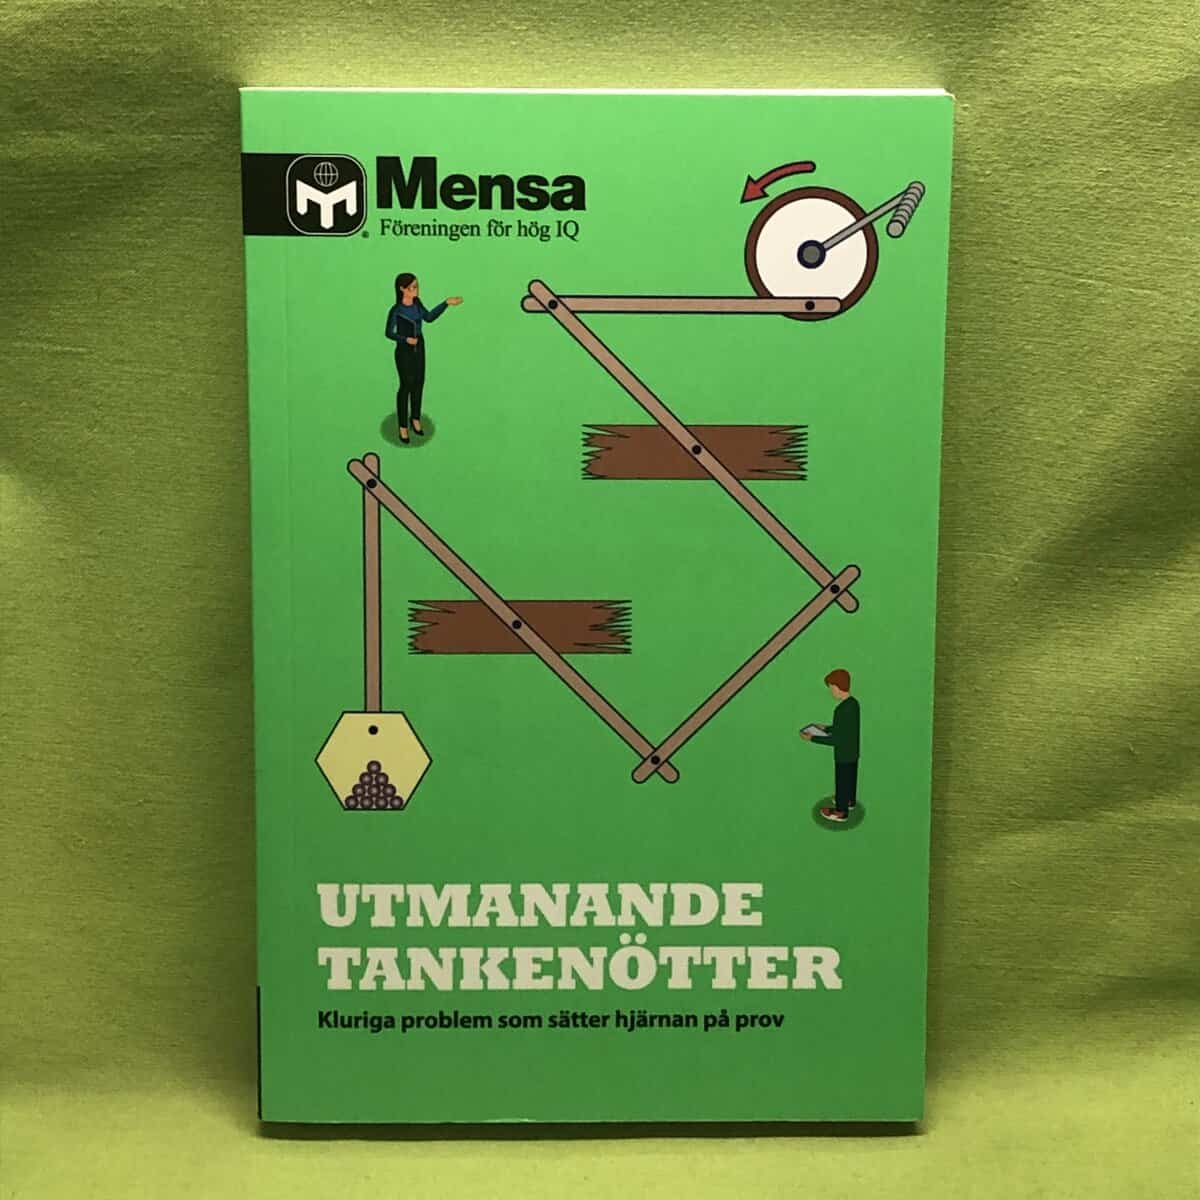 Mensa
Föreningen för hög IQ
UTMANANDE
TANKENÖTTER
Kluriga problem som sätter hjärnan på prov